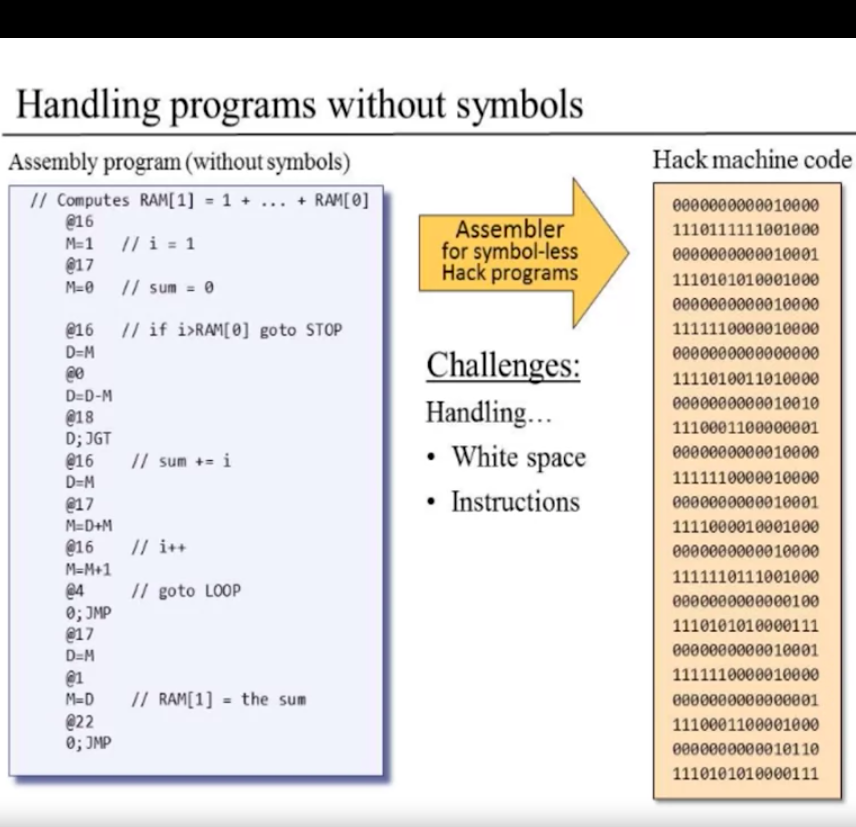 Handling programs without symbols
Assembly program (without symbols)
// Computes RAM[1] = 1 + ... + RAM[0]
@16
M=1 // i = 1
@17
M=0 // sum = 0
@16 // if i>RAM[0] goto STOP
D=M
@0
D=D-M
@18
D;JGT
@16 // sum += i
D=M
@17
M=D+M
@16 // i++
M=M+1
@4 // goto LOOP
0;JMP
@17
D=M
@1
M=D // RAM[1] = the sum
@22
0;JMP
Assembler
for symbol-less
Hack programs
Challenges:
Handling…
• White space
• Instructions
Hack machine code
0000000000010000
1110111111001000
0000000000010001
1110101010001000
0000000000010000
1111110000010000
0000000000000000
1111010011010000
0000000000010010
1110001100000001
0000000000010000
1111110000010000
0000000000010001
1111000010001000
0000000000010000
1111110111001000
0000000000000100
1110101010000111
0000000000010001
1111110000010000
0000000000000001
1110001100001000
0000000000010110
1110101010000111